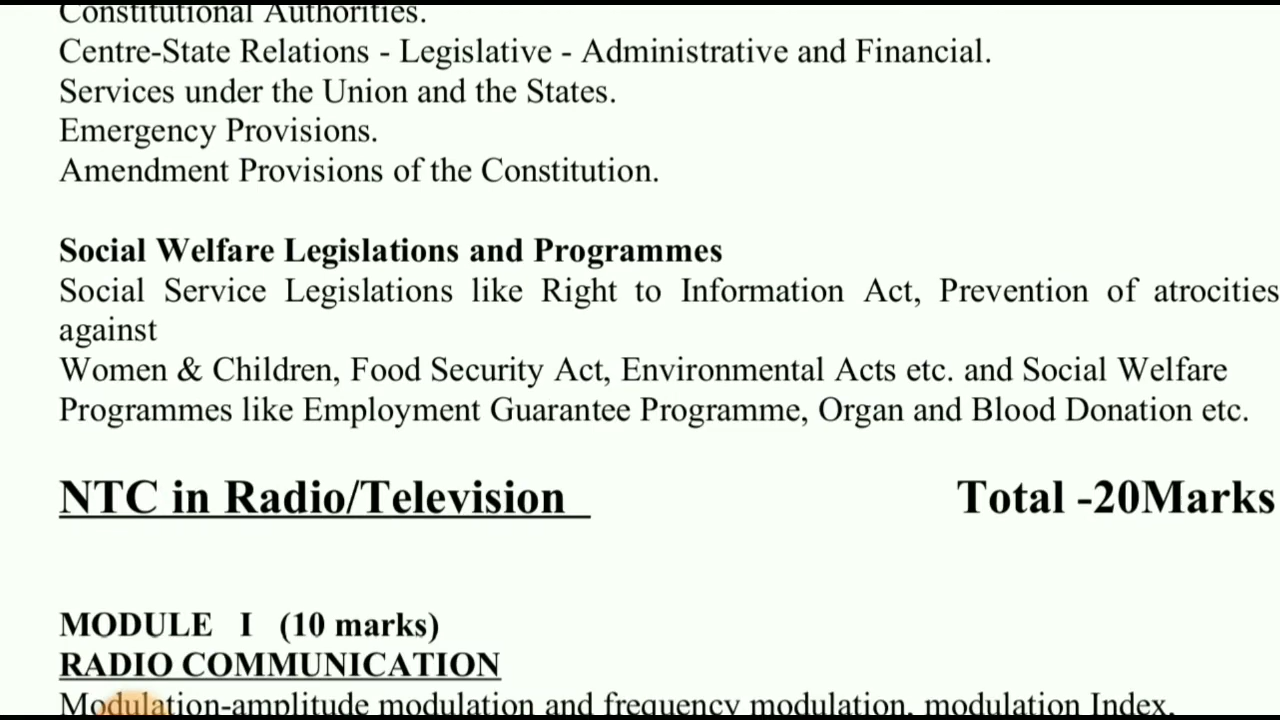 Constitutional Authorities.
Centre-State Relations - Legislative - Administrative and Financial.
Services under the Union and the States.
Emergency Provisions.
Amendment Provisions of the Constitution.
Social Welfare Legislations and Programmes
Social Service Legislations like Right to Information Act, Prevention of atrocities
against
Women & Children, Food Security Act, Environmental Acts etc. and Social Welfare
Programmes like Employment Guarantee Programme, Organ and Blood Donation etc.
NTC in Radio/Television Total -20Marks
MODULE I (10 marks)
RADIO COMMUNICATION
Modulation-amplitude modulation and frequency modulation, modulation Index,